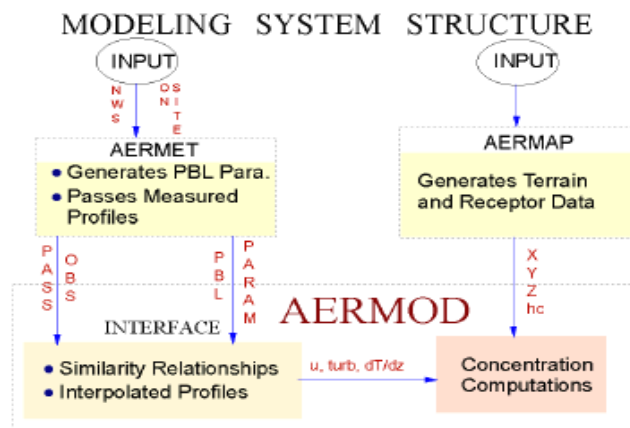 MODELING SYSTEM STRUCTURE
INPUT
INPUT
NWS
ON
SITE
AERMET
• Generates PBL Para.
• Passes Measured
Profiles
AERMAP
Generates Terrain
and Receptor Data
PASS
OBS
PBL
PARAM
X
Y
Z
hc
AERMOD
INTERFACE
• Similarity Relationships
• Interpolated Profiles
u, turb, dT/dz
Concentration
Computations